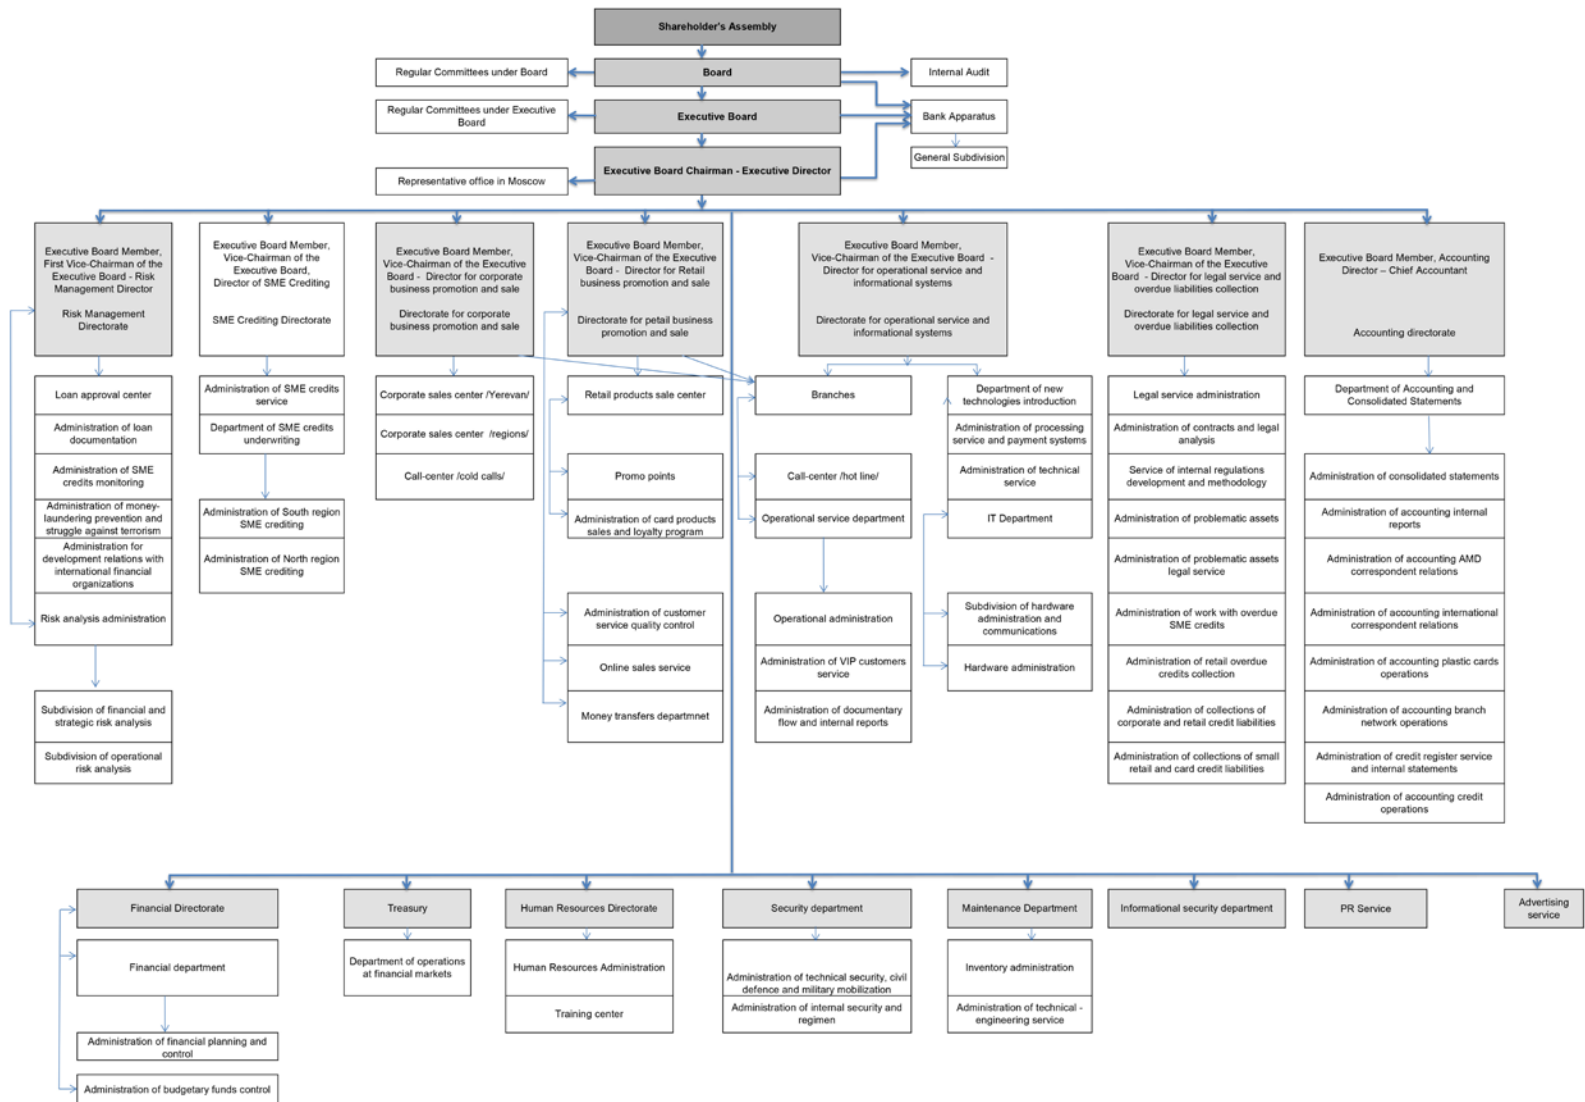 Shareholder's Assembly
Regular Committees under Board
Board
Internal Audit
Regular Committees under Executive
Board
Executive Board
Bank Apparatus
General Subdivision
Executive Board Chairman - Executive Director
Representative office in Moscow
Executive Board Member,
First Vice-Chairman of the
Executive Board - Risk
Management Director
Risk Management
Directorate
Executive Board Member,
Vice-Chairman of the
Executive Board,
Director of SME Crediting
SME Crediting Directorate
Executive Board Member,
Vice-Chairman of the Executive
Board - Director for corporate
business promotion and sale
Directorate for corporate
business promotion and sale
Executive Board Member,
Vice-Chairman of the Executive
Board - Director for Retail
business promotion and sale
Directorate for petail business
promotion and sale
Executive Board Member,
Vice-Chairman of the Executive Board -
Director for operational service and
informational systems
Directorate for operational service and
informational systems
Executive Board Member,
Vice-Chairman of the Executive
Board - Director for legal service and
overdue liabilities collection
Directorate for legal service and
overdue liabilities collection
Executive Board Member, Accounting
Director – Chief Accountant
Accounting directorate
Loan approval center
Administration of loan
documentation
Administration of SME
credits monitoring
Administration of money-
laundering prevention and
struggle against terrorism
Administration for
development relations with
international financial
organizations
Risk analysis administration
Subdivision of financial and
strategic risk analysis
Subdivision of operational
risk analysis
Administration of SME credits
service
Department of SME credits
underwriting
Administration of South region
SME crediting
Administration of North region
SME crediting
Corporate sales center /Yerevan/
Corporate sales center /regions/
Call-center /cold calls/
Retail products sale center
Promo points
Administration of card products
sales and loyalty program
Administration of customer
service quality control
Online sales service
Money transfers departmnet
Branches
Call-center /hot line/
Operational service department
Operational administration
Administration of VIP customers
service
Administration of documentary
flow and internal reports
Department of new
technologies introduction
Administration of processing
service and payment systems
Administration of technical
service
IT Department
Subdivision of hardware
administration and
communications
Hardware administration
Legal service administration
Administration of contracts and legal
analysis
Service of internal regulations
development and methodology
Administration of problematic assets
Administration of problematic assets
legal service
Administration of work with overdue
SME credits
Administration of retail overdue
credits collection
Administration of collections of
corporate and retail credit liabilities
Administration of collections of small
retail and card credit liabilities
Department of Accounting and
Consolidated Statements
Administration of consolidated statements
Administration of accounting internal
reports
Administration of accounting AMD
correspondent relations
Administration of accounting international
correspondent relations
Administration of accounting plastic cards
operations
Administration of accounting branch
network operations
Administration of credit register service
and internal statements
Administration of accounting credit
operations
Financial Directorate
Financial department
Administration of financial planning and
control
Administration of budgetary funds control
Treasury
Department of operations
at financial markets
Human Resources Directorate
Human Resources Administration
Training center
Security department
Administration of technical security, civil
defence and military mobilization
Administration of internal security and
regimen
Maintenance Department
Inventory administration
Administration of technical -
engineering service
Informational security department
PR Service
Advertising
service